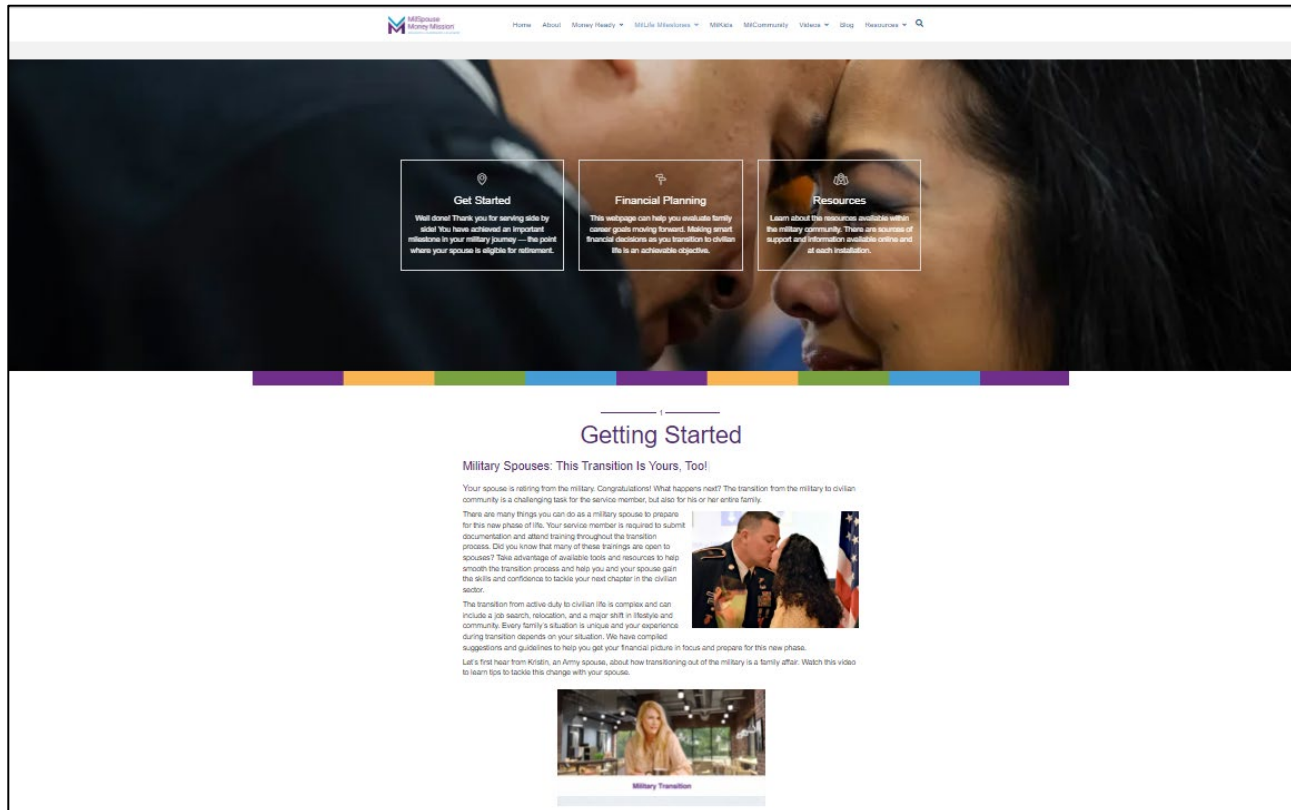 MilSpouse
Money Mission
Home About Money Ready MilLife Milestones MilKids MilCommunity Videos Blog Resources
Get Started
Well done! Thank you for serving side by
side! You have achieved an important
milestone in your military journey — the point
where your spouse is eligible for retirement.
Financial Planning
This webpage can help you evaluate family
career goals moving forward. Making smart
financial decisions as you transition to civilian
life is an achievable objective.
Resources
Learn about the resources available within
the military community. There are sources of
support and information available online and
at each installation.
1
Getting Started
Military Spouses: This Transition Is Yours, Too!
Your spouse is retiring from the military. Congratulations! What happens next? The transition from the military to civilian
community is a challenging task for the service member, but also for his or her entire family.
There are many things you can do as a military spouse to prepare
for this new phase of life. Your service member is required to submit
documentation and attend training throughout the transition
process. Did you know that many of these trainings are open to
spouses? Take advantage of available tools and resources to help
smooth the transition process and help you and your spouse gain
the skills and confidence to tackle your next chapter in the civilian
sector.
The transition from active duty to civilian life is complex and can
include a job search, relocation, and a major shift in lifestyle and
community. Every family's situation is unique and your experience
during transition depends on your situation. We have compiled
suggestions and guidelines to help you get your financial picture in focus and prepare for this new phase.
Let's first hear from Kristin, an Army spouse, about how transitioning out of the military is a family affair. Watch this video
to learn tips to tackle this change with your spouse.
Military Transition